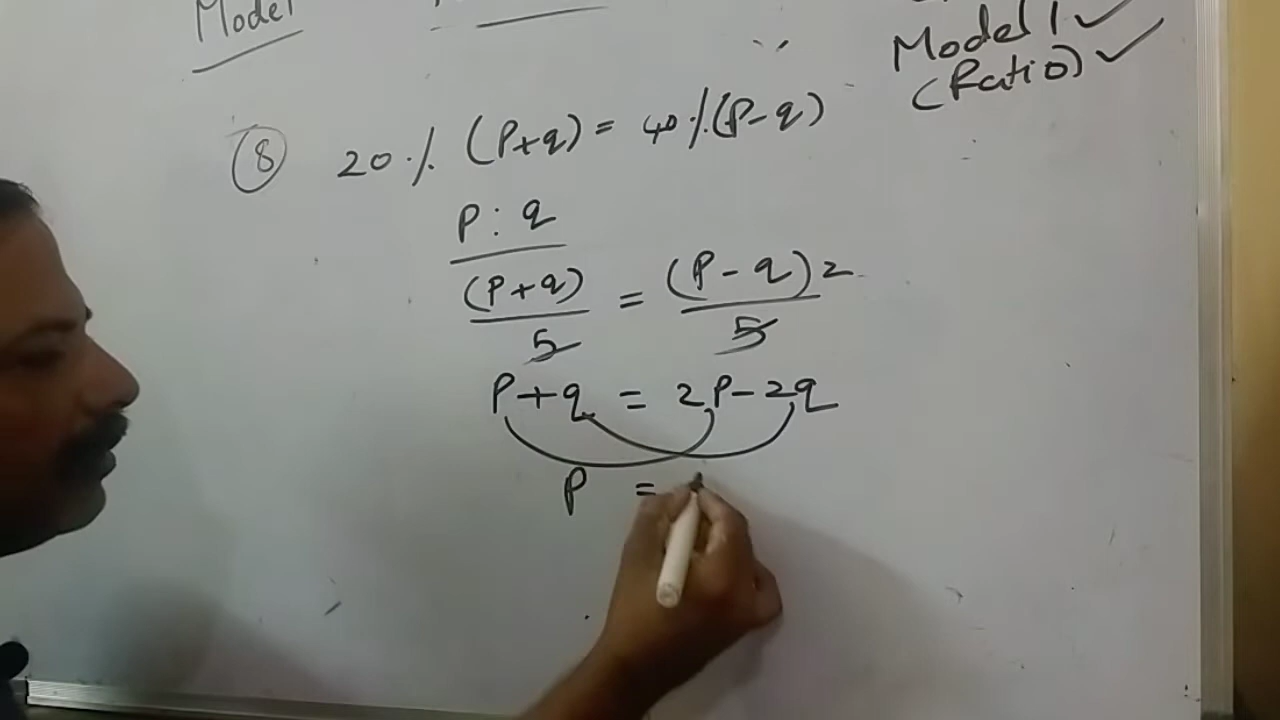 Model
Model 1 ✓
(Ratio) ✓
(8) 20% (P+q) = 40% (P-q)
P : q
(P+q)/5 = (P-q)2/5
P+q = 2P-2q
P =